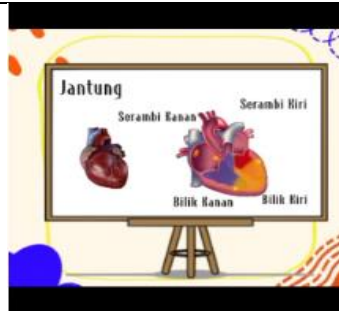 Jantung
Serambi Kanan
Serambi Kiri
Bilik Kanan
Bilik Kiri